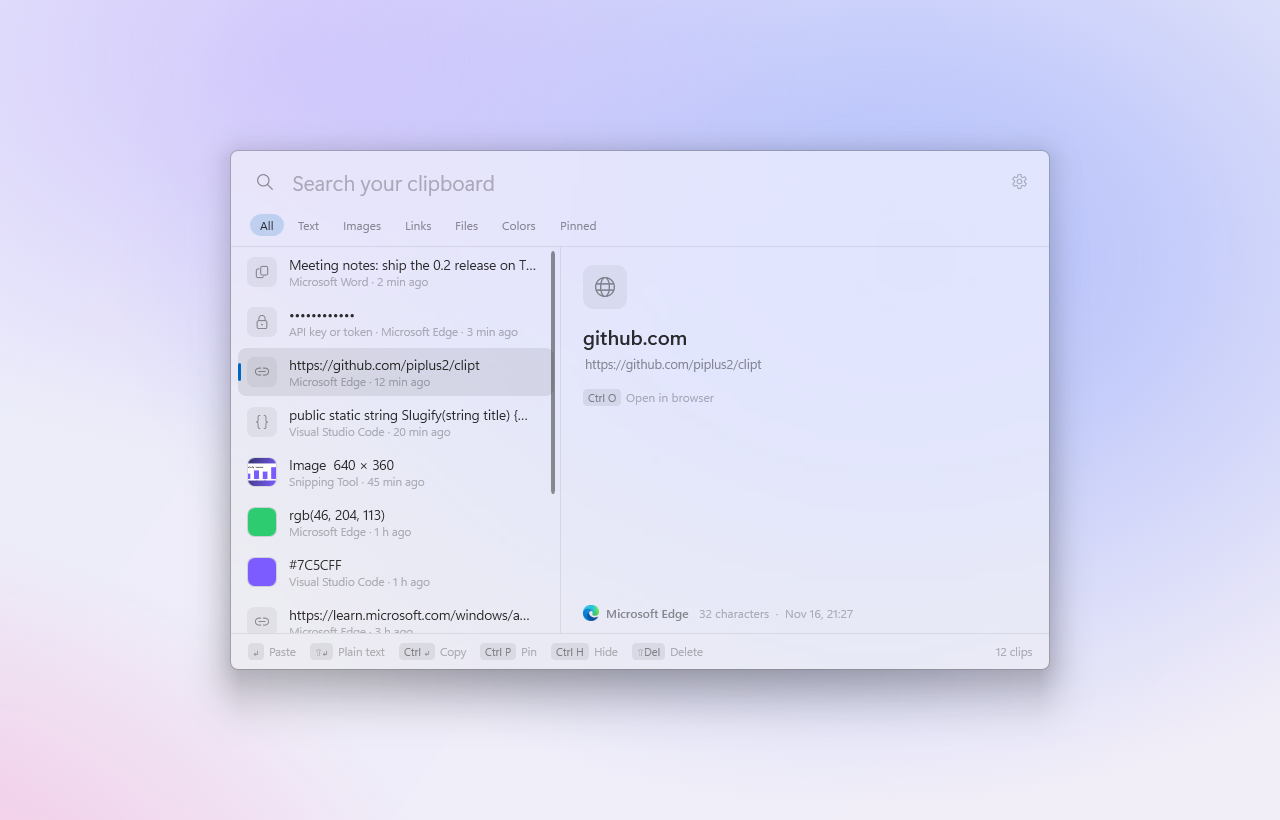 Search your clipboard
All Text Images Links Files Colors Pinned
Meeting notes: ship the 0.2 release on T...
Microsoft Word · 2 min ago
••••••••••••
API key or token · Microsoft Edge · 3 min ago
https://github.com/piplus2/clipt
Microsoft Edge · 12 min ago
public static string Slugify(string title) {...
Visual Studio Code · 20 min ago
Image 640 × 360
Snipping Tool · 45 min ago
rgb(46, 204, 113)
Microsoft Edge · 1 h ago
#7C5CFF
Visual Studio Code · 1 h ago
https://learn.microsoft.com/windows/a...
Microsoft Edge · 3 h ago
github.com
https://github.com/piplus2/clipt
Ctrl O Open in browser
Microsoft Edge 32 characters · Nov 16, 21:27
↲ Paste ⇧↲ Plain text Ctrl ↲ Copy Ctrl P Pin Ctrl H Hide ⇧Del Delete 12 clips